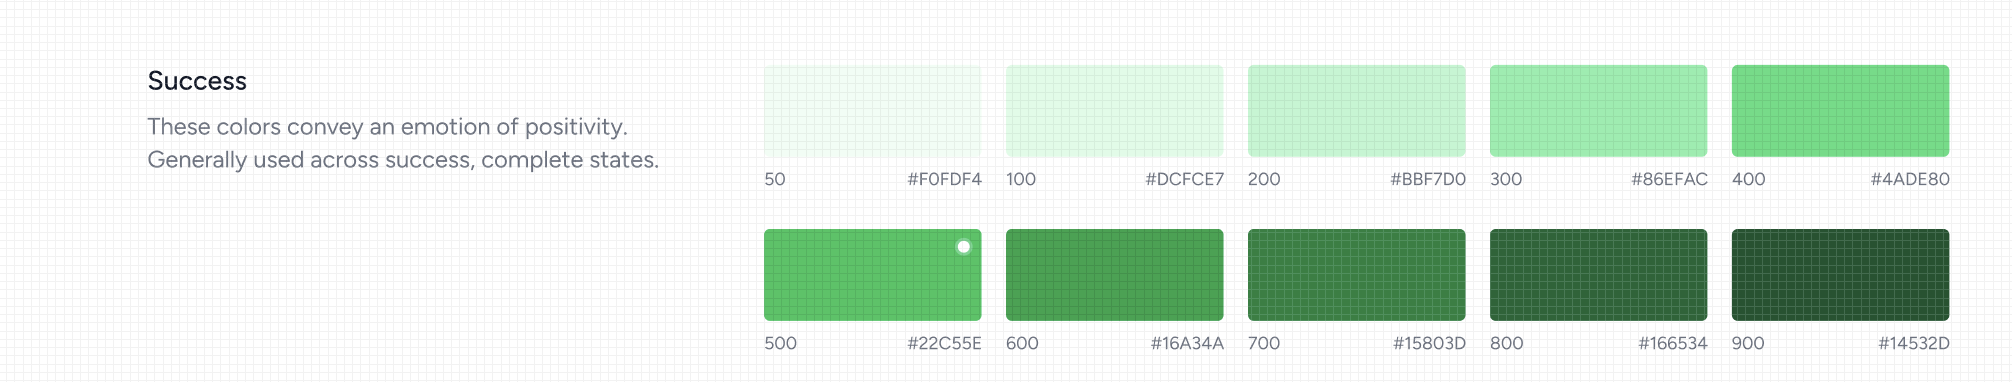 Success
These colors convey an emotion of positivity.
Generally used across success, complete states.
50 #F0FDF4 100 #DCFCE7 200 #BBF7D0 300 #86EFAC 400 #4ADE80
500 #22C55E 600 #16A34A 700 #15803D 800 #166534 900 #14532D